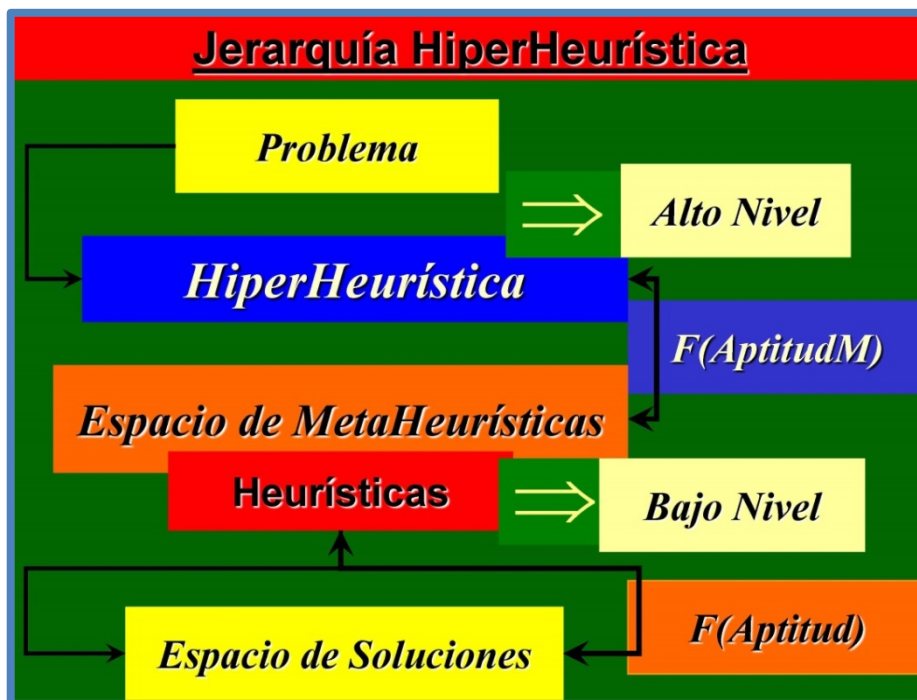 Jerarquía HiperHeurística
Problema
Alto Nivel
HiperHeurística
F(AptitudM)
Espacio de MetaHeurísticas
Heurísticas
Bajo Nivel
F(Aptitud)
Espacio de Soluciones